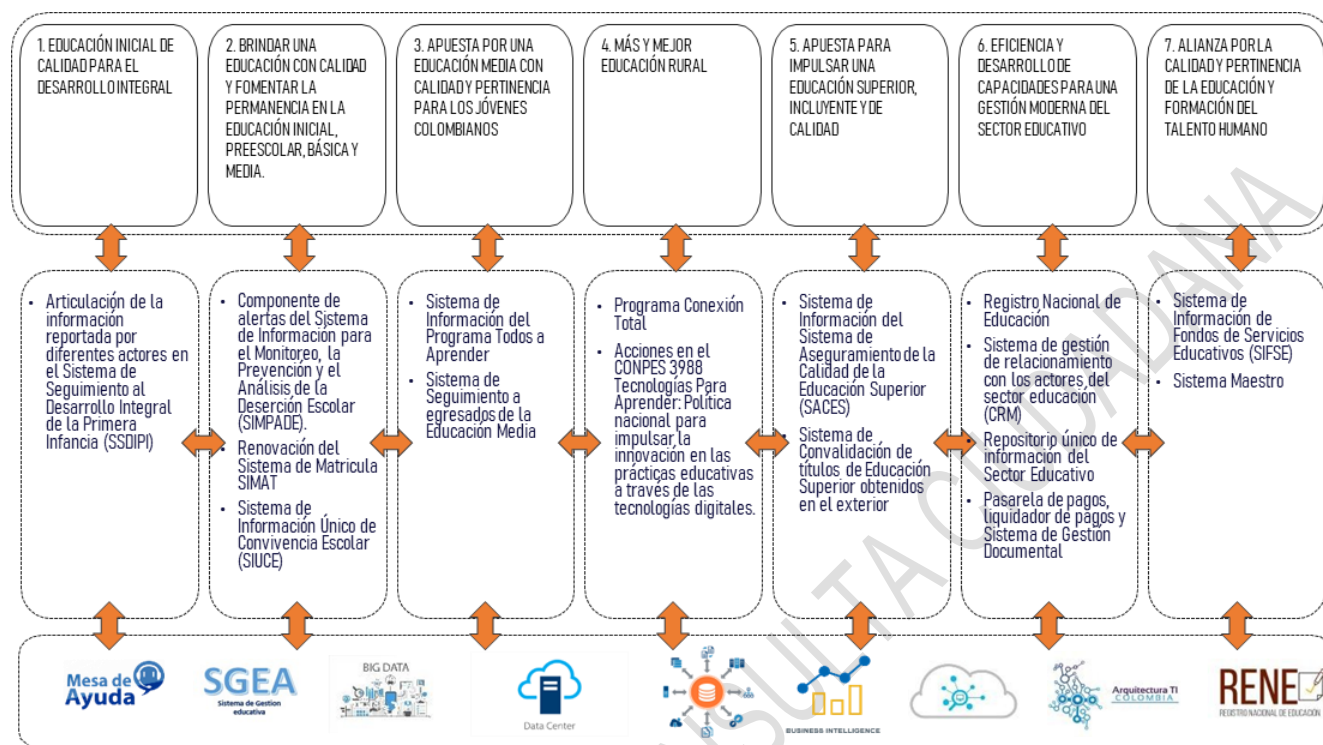 1. EDUCACIÓN INICIAL DE
CALIDAD PARA EL
DESARROLLO INTEGRAL
2. BRINDAR UNA
EDUCACIÓN CON CALIDAD
Y FOMENTAR LA
PERMANENCIA EN LA
EDUCACIÓN INICIAL,
PREESCOLAR, BÁSICA Y
MEDIA.
3. APUESTA POR UNA
EDUCACIÓN MEDIA CON
CALIDAD Y PERTINENCIA
PARA LOS JÓVENES
COLOMBIANOS
4. MÁS Y MEJOR
EDUCACIÓN RURAL
5. APUESTA PARA
IMPULSAR UNA
EDUCACIÓN SUPERIOR,
INCLUYENTE Y DE
CALIDAD
6. EFICIENCIA Y
DESARROLLO DE
CAPACIDADES PARA UNA
GESTIÓN MODERNA DEL
SECTOR EDUCATIVO
7. ALIANZA POR LA
CALIDAD Y PERTINENCIA
DE LA EDUCACIÓN Y
FORMACIÓN DEL
TALENTO HUMANO
• Articulación de la
información
reportada por
diferentes actores en
el Sistema de
Seguimiento al
Desarrollo Integral
de la Primera
Infancia (SSDIPI)
• Componente de
alertas del Sistema
de Información para
el Monitoreo, la
Prevención y el
Análisis de la
Deserción Escolar
(SIMPADE).
• Renovación del
Sistema de Matricula
SIMAT
• Sistema de
Información Único de
Convivencia Escolar
(SIUCE)
• Sistema de
Información del
Programa Todos a
Aprender
• Sistema de
Seguimiento a
egresados de la
Educación Media
• Programa Conexión
Total
• Acciones en el
CONPES 3988
Tecnologías Para
Aprender: Política
nacional para
impulsar la
innovación en las
prácticas educativas
a través de las
tecnologías digitales.
• Sistema de
Información del
Sistema de
Aseguramiento de la
Calidad de la
Educación Superior
(SACES)
• Sistema de
Convalidación de
títulos de Educación
Superior obtenidos
en el exterior
• Registro Nacional de
Educación
• Sistema de gestión
de relacionamiento
con los actores del
sector educación
(CRM)
• Repositorio único de
información del
Sector Educativo
• Pasarela de pagos,
liquidador de pagos y
Sistema de Gestión
Documental
• Sistema de
Información de
Fondos de Servicios
Educativos (SIFSE)
• Sistema Maestro
Mesa de
Ayuda
SGEA
Sistema de Gestion
educativa
BIG DATA
Data Center
BUSINESS INTELLIGENCE
Arquitectura TI
COLOMBIA
RENE
REGISTRO NACIONAL DE EDUCACIÓN
NSULTA CIUDADANA